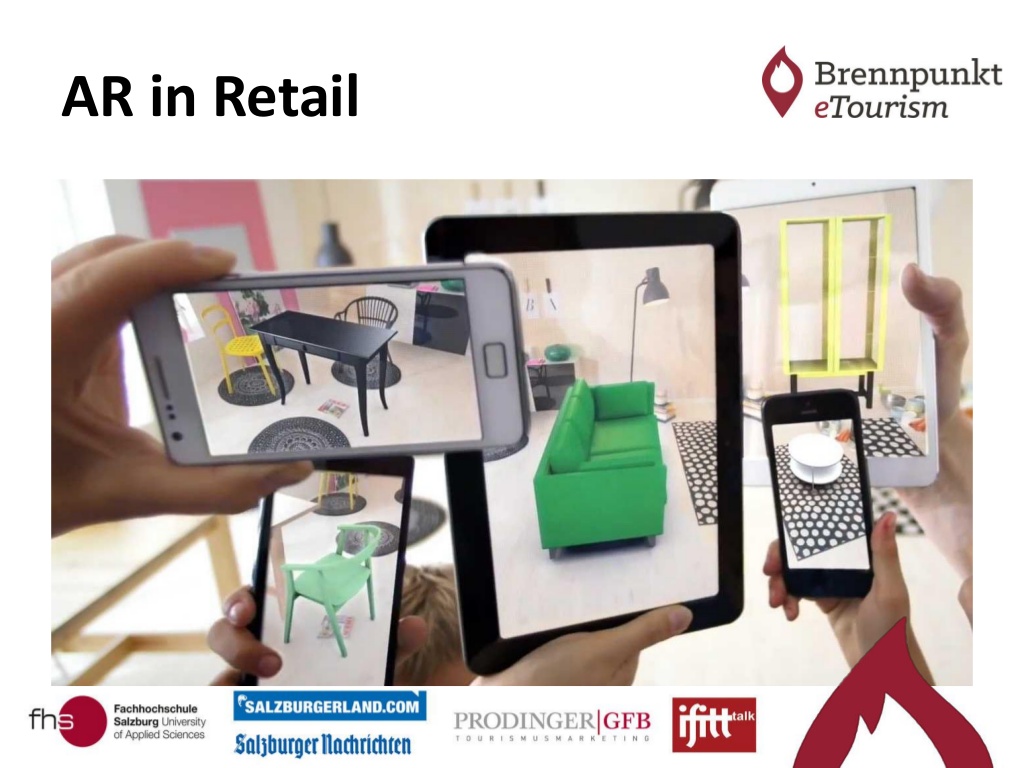 AR in Retail
Brennpunkt
eTourism
fhs
Fachhochschule
Salzburg University
of Applied Sciences
SALZBURGERLAND.COM
Salzburger Nachrichten
PRODINGER|GFB
TOURISMUSMARKETING
ifitt talk